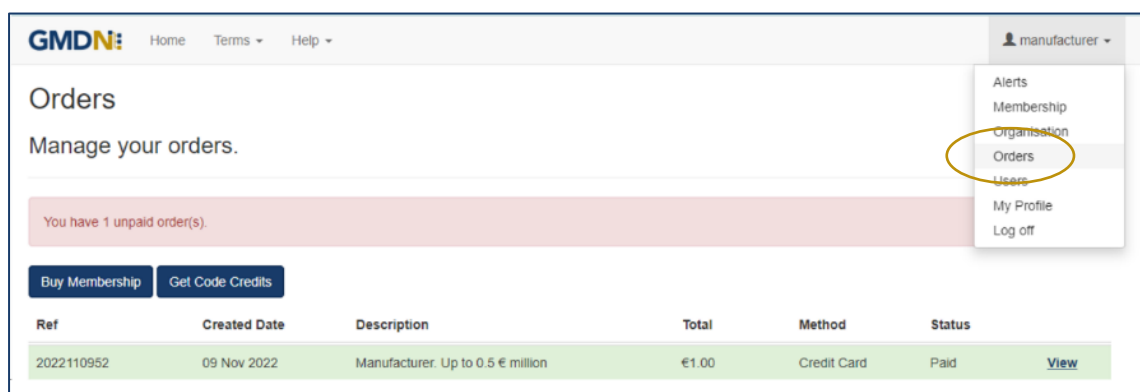 GMDN Home Terms Help manufacturer
Alerts
Membership
Organisation
Orders
Users
My Profile
Log off
Orders
Manage your orders.
You have 1 unpaid order(s).
Buy Membership Get Code Credits
Ref Created Date Description Total Method Status
2022110952 09 Nov 2022 Manufacturer. Up to 0.5 € million €1.00 Credit Card Paid View